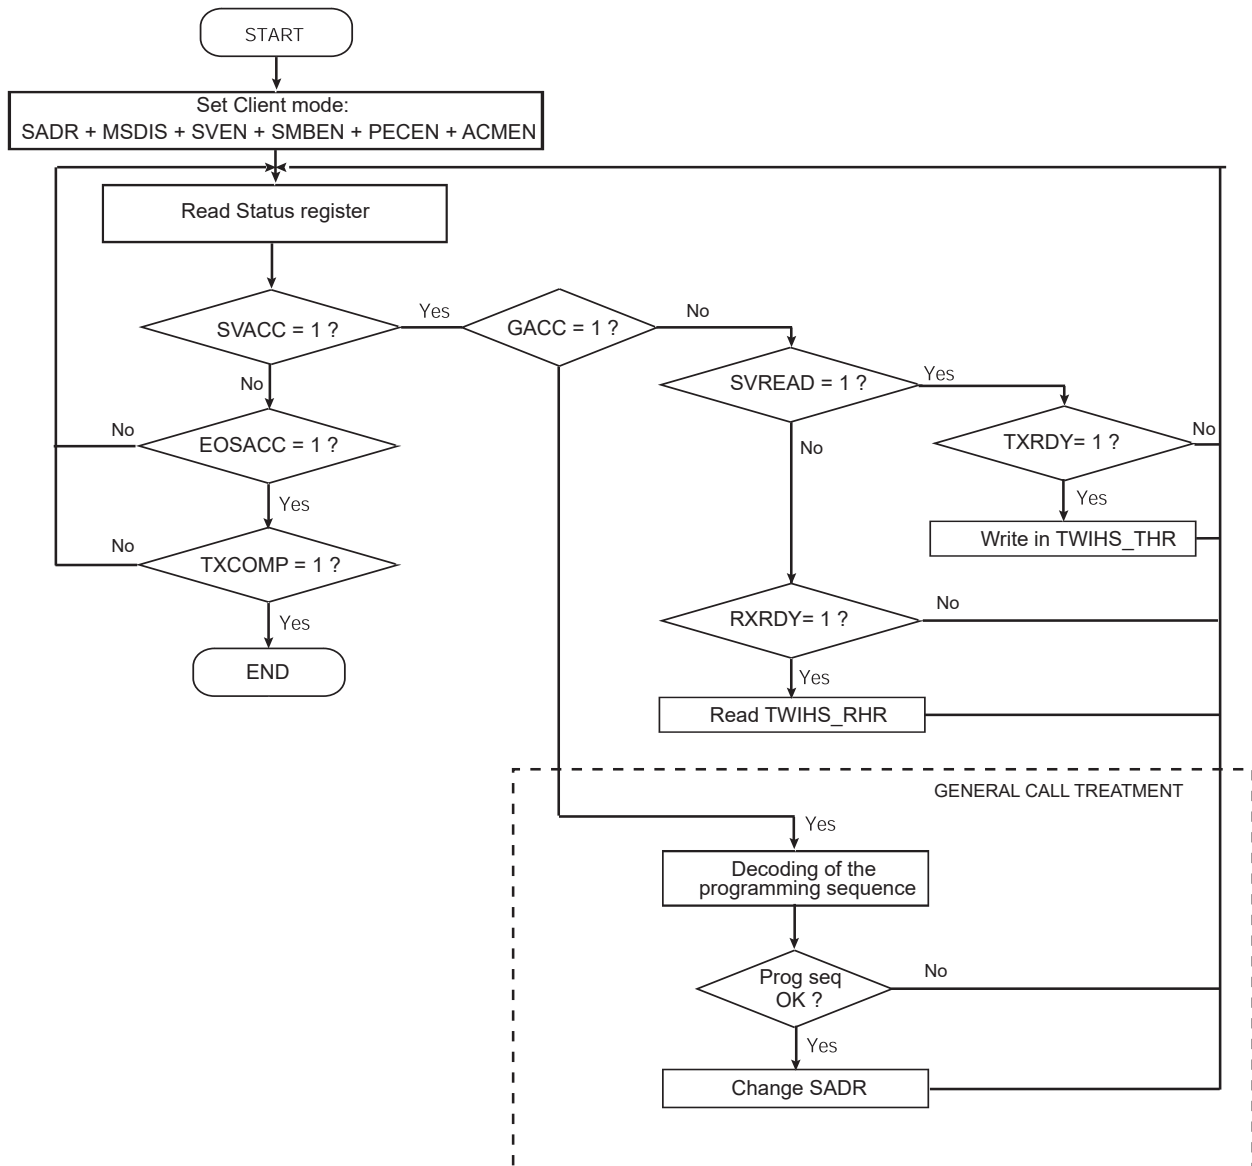 START
Set Client mode:
SADR + MSDIS + SVEN + SMBEN + PECEN + ACMEN
Read Status register
SVACC = 1 ?
Yes
GACC = 1 ?
No
No
SVREAD = 1 ?
Yes
No
EOSACC = 1 ?
No
TXRDY= 1 ?
No
Yes
Yes
Write in TWIHS_THR
No
TXCOMP = 1 ?
Yes
RXRDY= 1 ?
No
END
Yes
Read TWIHS_RHR
GENERAL CALL TREATMENT
Yes
Decoding of the
programming sequence
Prog seq
OK ?
No
Yes
Change SADR